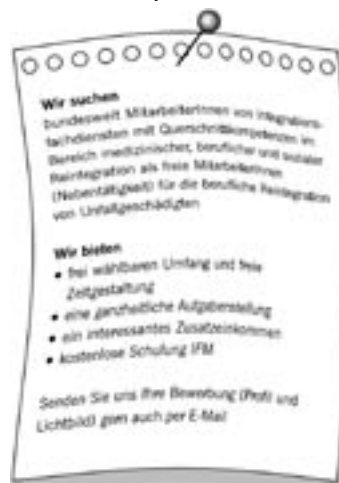 Wir suchen
bundesweit MitarbeiterInnen von Integrations-
fachdiensten mit Querschnittkompetenzen im
Bereich medizinischer, beruflicher und sozialer
Reintegration als freie MitarbeiterInnen
(Nebentätigkeit) für die berufliche Reintegration
von Unfallgeschädigten
Wir bieten
• frei wählbaren Umfang und freie
Zeitgestaltung
• eine ganzheitliche Aufgabenstellung
• ein interessantes Zusatzeinkommen
• kostenlose Schulung IFM
Senden Sie uns Ihre Bewerbung (Profil und
Lichtbild) gern auch per E-Mail